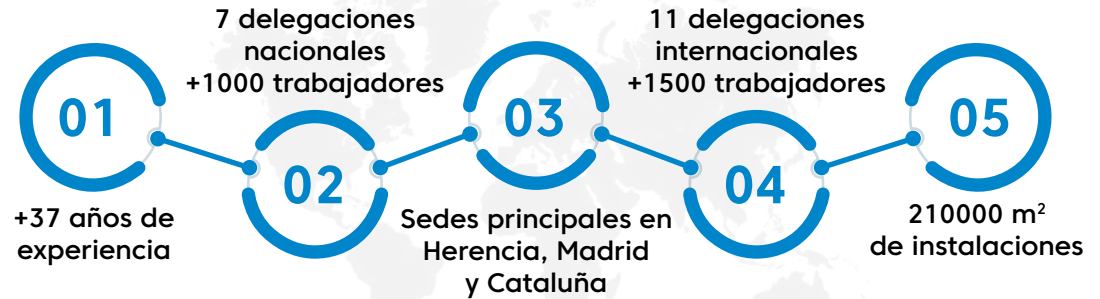 01
+37 años de
experiencia
7 delegaciones
nacionales
+1000 trabajadores
02
03
Sedes principales en
Herencia, Madrid
y Cataluña
11 delegaciones
internacionales
+1500 trabajadores
04
05
210000 m²
de instalaciones